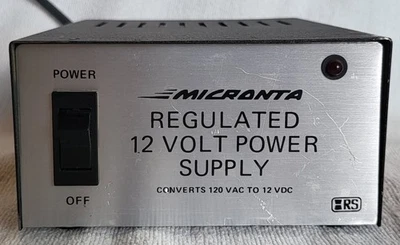 POWER
OFF
MICRONTA
REGULATED
12 VOLT POWER
SUPPLY
CONVERTS 120 VAC TO 12 VDC
RS